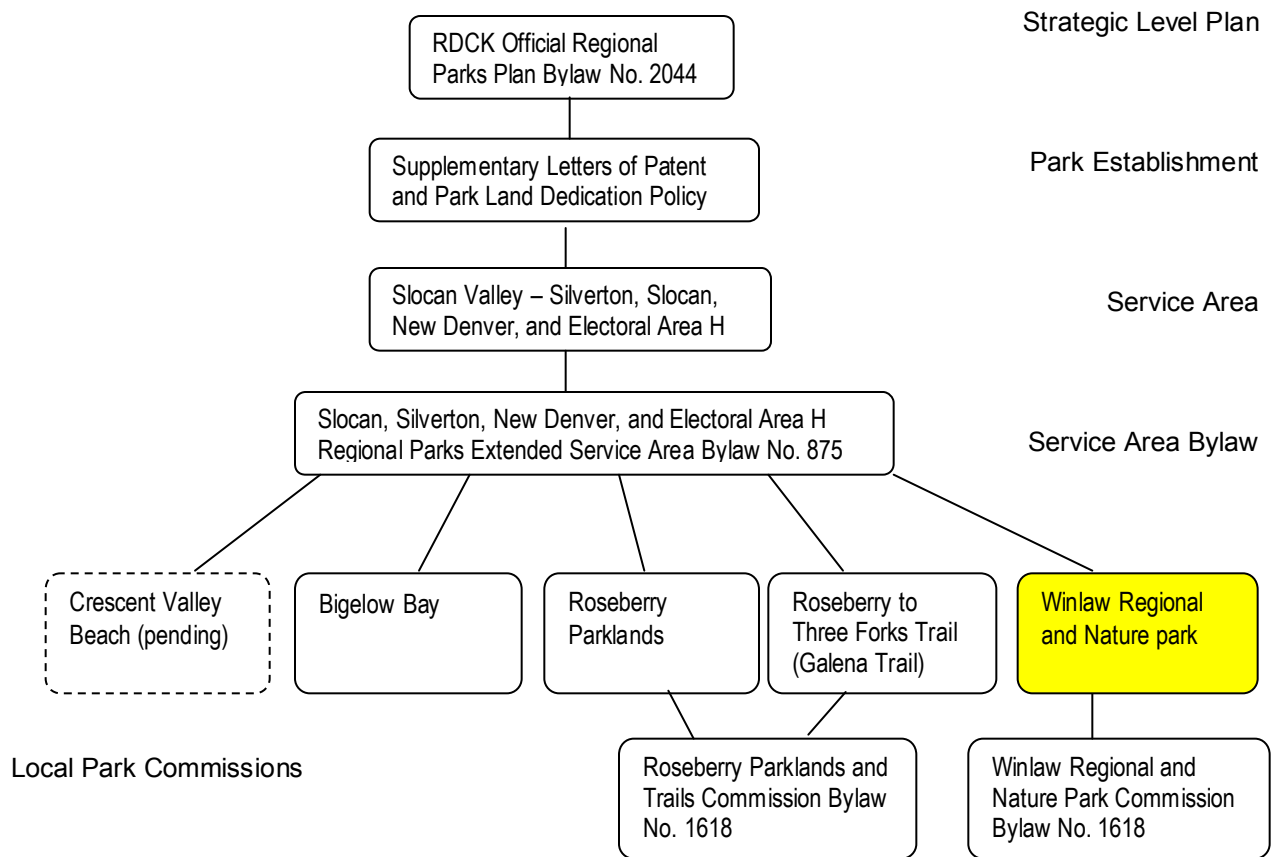 Strategic Level Plan
RDCK Official Regional
Parks Plan Bylaw No. 2044
Supplementary Letters of Patent
and Park Land Dedication Policy
Park Establishment
Slocan Valley – Silverton, Slocan,
New Denver, and Electoral Area H
Service Area
Slocan, Silverton, New Denver, and Electoral Area H
Regional Parks Extended Service Area Bylaw No. 875
Service Area Bylaw
Crescent Valley
Beach (pending)
Bigelow Bay
Roseberry
Parklands
Roseberry to
Three Forks Trail
(Galena Trail)
Winlaw Regional
and Nature park
Local Park Commissions
Roseberry Parklands and
Trails Commission Bylaw
No. 1618
Winlaw Regional and
Nature Park Commission
Bylaw No. 1618